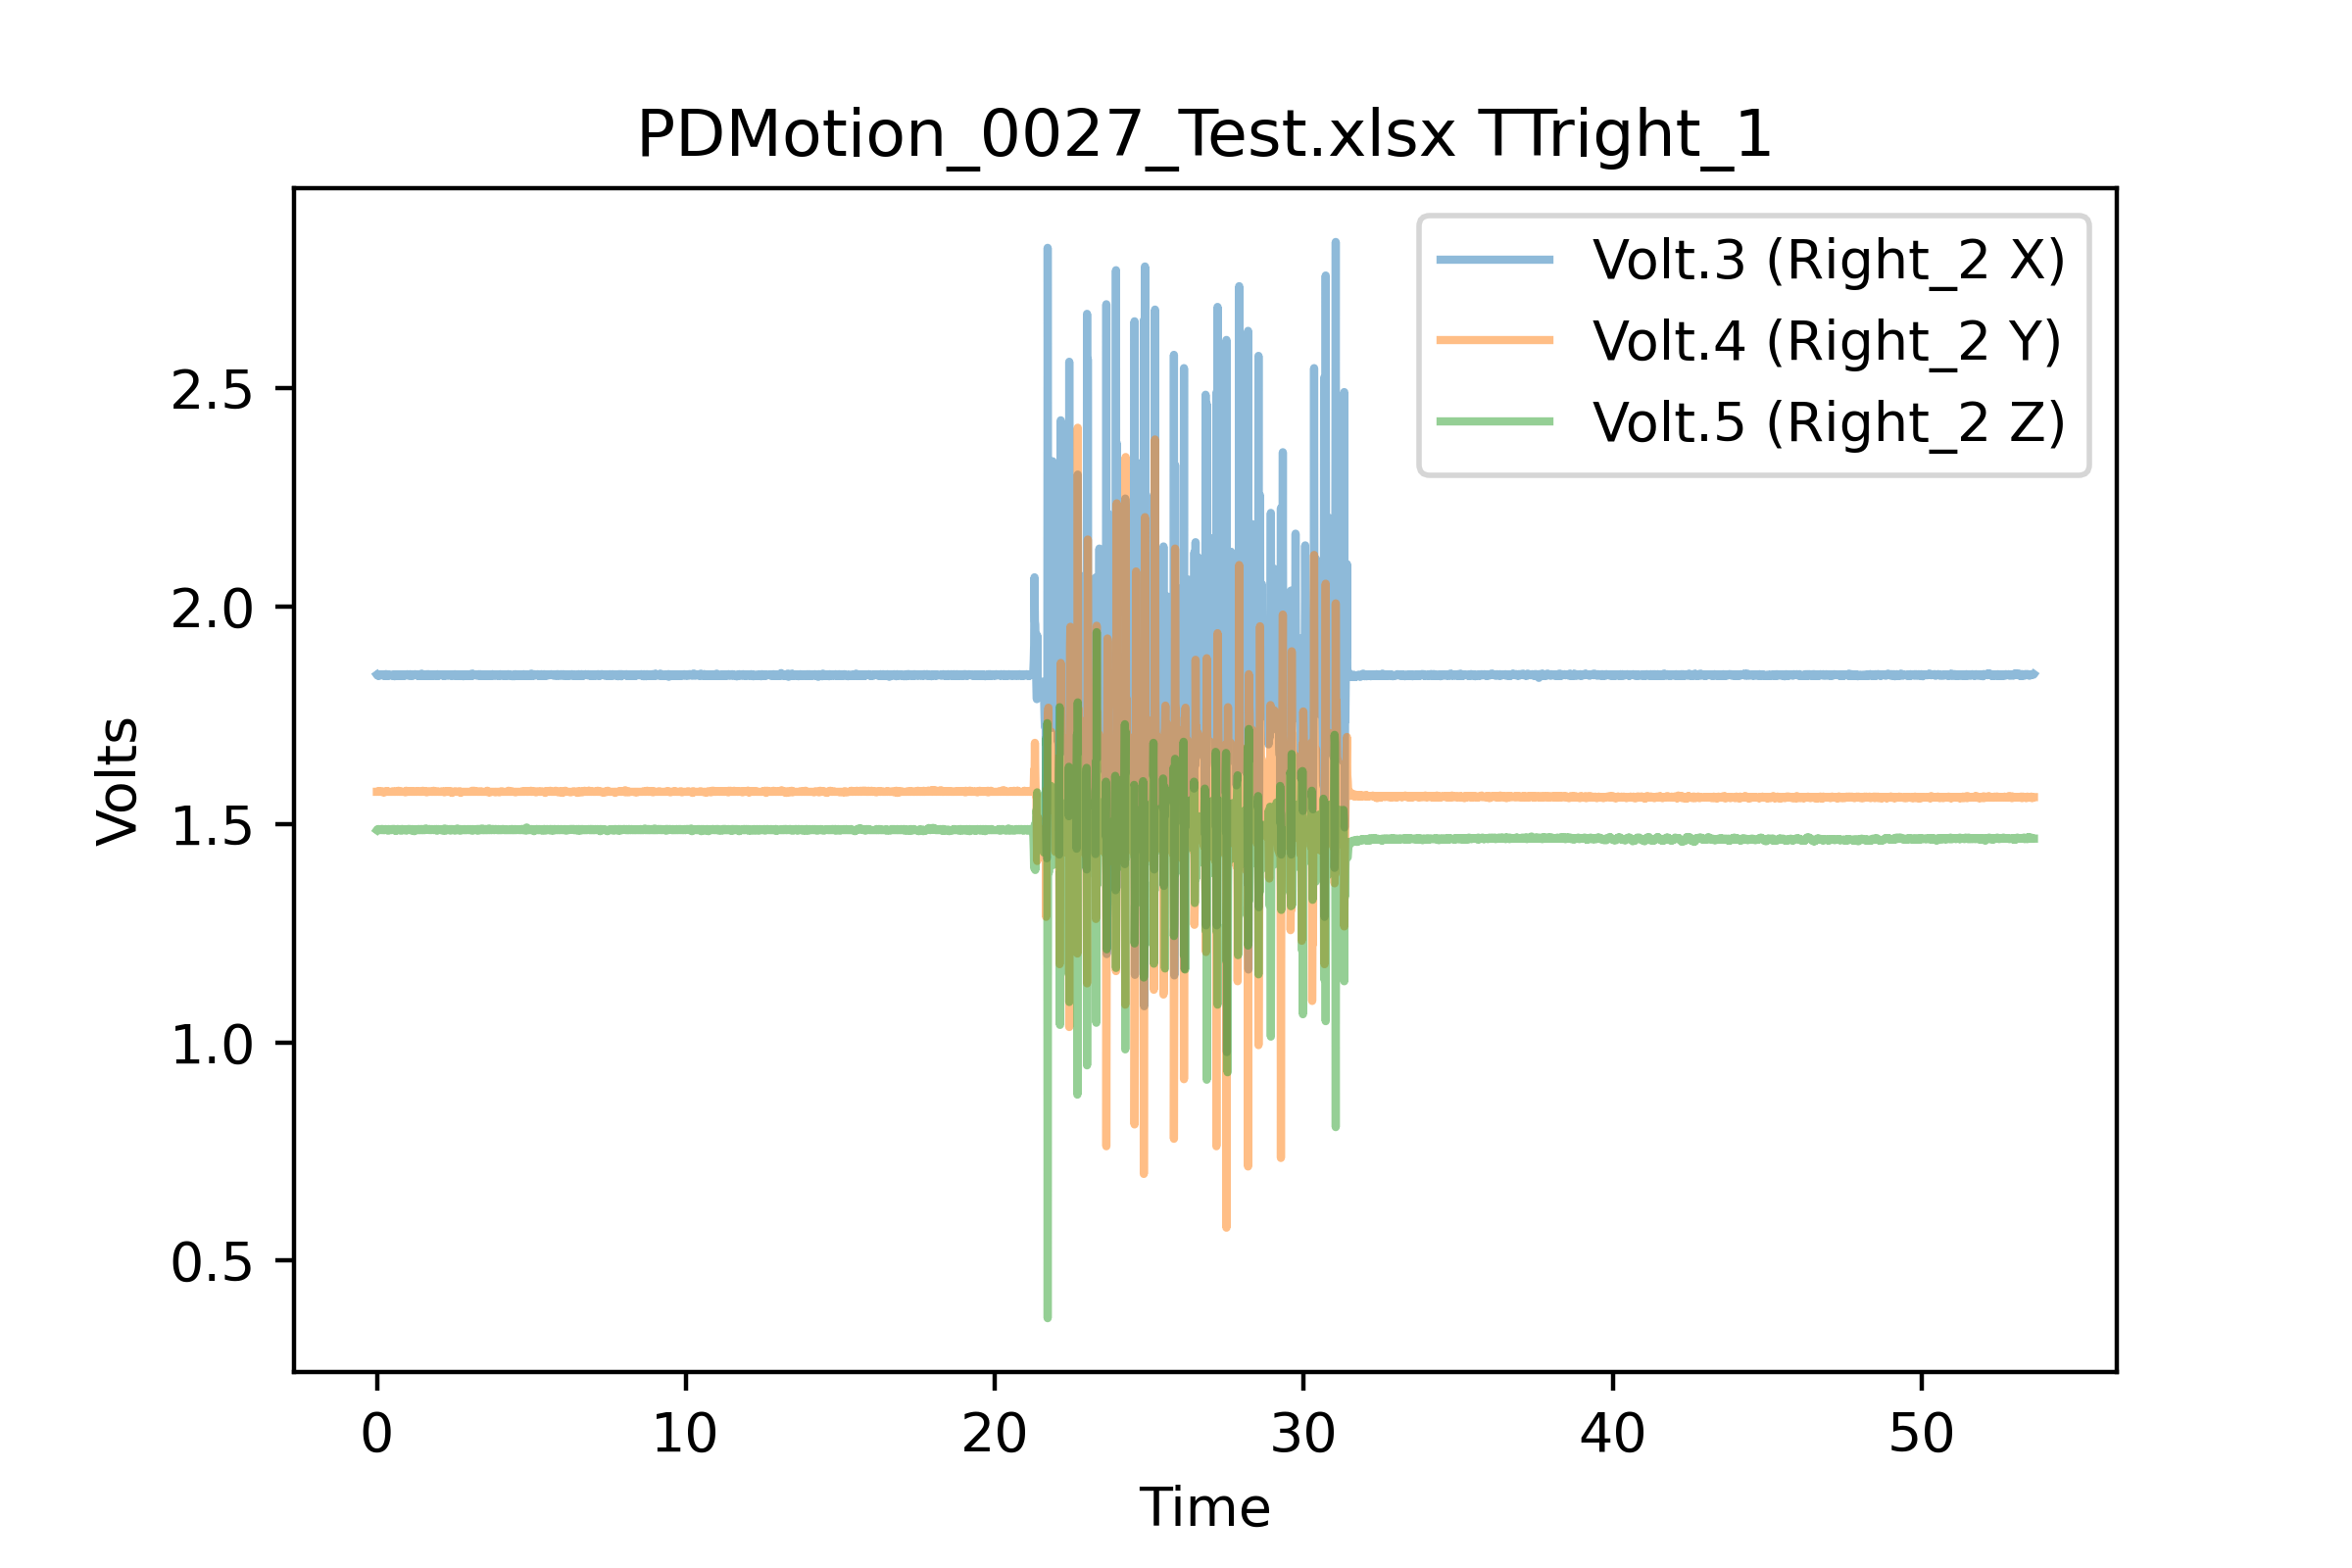 PDMotion_0027_Test.xlsx TTright_1
Volt.3 (Right_2 X)
Volt.4 (Right_2 Y)
Volt.5 (Right_2 Z)
2.5
2.0
1.5
1.0
0.5
Volts
0 10 20 30 40 50
Time